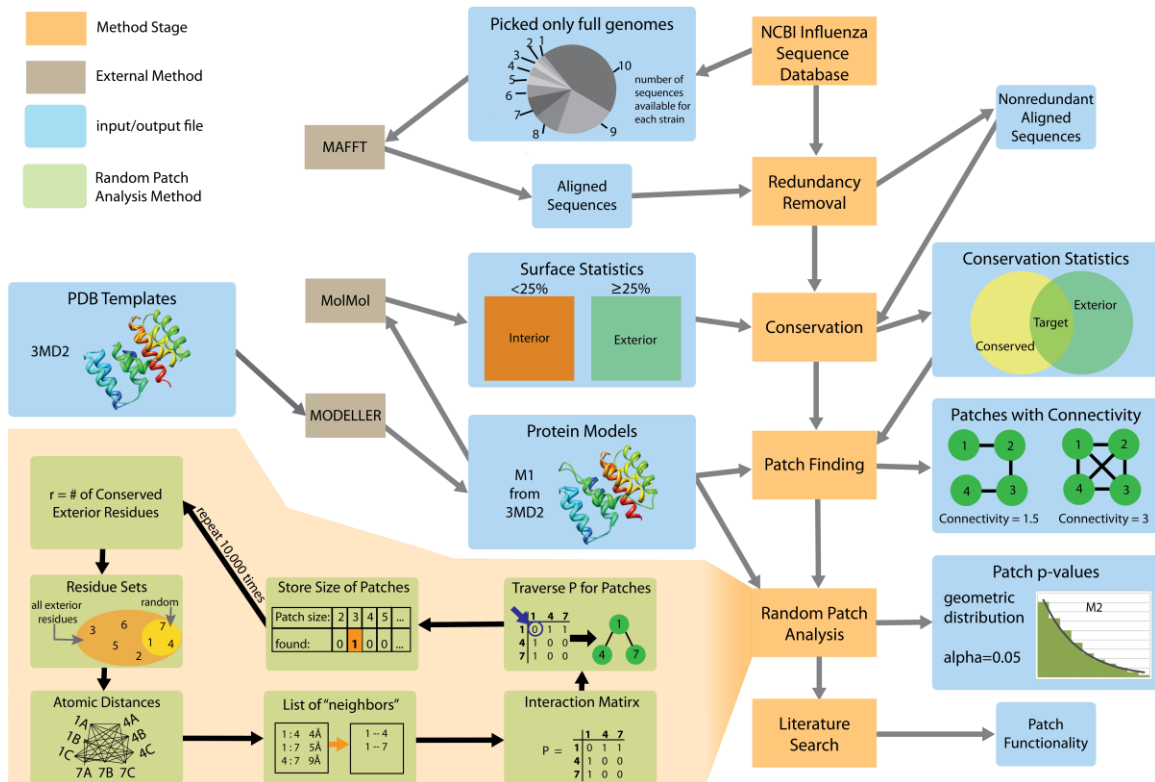 Method Stage
External Method
input/output file
Random Patch
Analysis Method
Picked only full genomes
1
2
3
4
5
6
7
8
9
10
number of
sequences
available for
each strain
NCBI Influenza
Sequence
Database
Nonredundant
Aligned
Sequences
MAFFT
Aligned
Sequences
Redundancy
Removal
PDB Templates
3MD2
MolMol
Surface Statistics
<25% ≥25%
Interior Exterior
Conservation
Conservation Statistics
Exterior
Target
Conserved
MODELLER
Protein Models
M1
from
3MD2
Patch Finding
Patches with Connectivity
1 2 1 2
4 3 4 3
Connectivity = 1.5 Connectivity = 3
r = # of Conserved
Exterior Residues
repeat 10,000 times
Residue Sets
all exterior
residues
random
3 6 7
5 1 4
2
Store Size of Patches
Patch size: 2 3 4 5 ...
found: 0 1 0 0 ...
Traverse P for Patches
1 4 7
1 0 1 1
4 1 0 0
7 1 0 0
1
4 7
Random Patch
Analysis
Patch p-values
geometric
distribution
alpha=0.05
M2
Atomic Distances
1A 4A
1B 4B
1C 4C
7A 7B 7C
List of "neighbors"
1 : 4 4Å 1 -- 4
1 : 7 5Å 1 -- 7
4 : 7 9Å
Interaction Matirx
1 4 7
P = 1 0 1 1
4 1 0 0
7 1 0 0
Literature
Search
Patch
Functionality